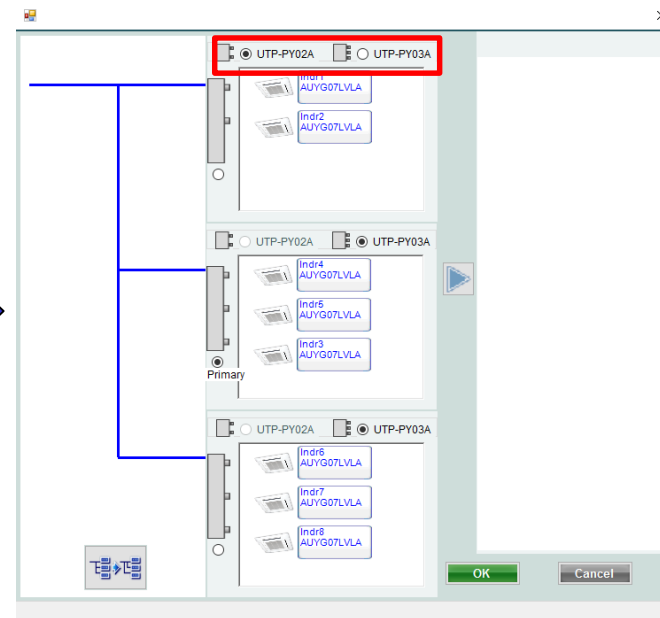 UTP-PY02A UTP-PY03A
Indr1
AUYG07LVLA
Indr2
AUYG07LVLA
UTP-PY02A UTP-PY03A
Indr4
AUYG07LVLA
Indr5
AUYG07LVLA
Indr3
AUYG07LVLA
Primary
UTP-PY02A UTP-PY03A
Indr6
AUYG07LVLA
Indr7
AUYG07LVLA
Indr8
AUYG07LVLA
OK Cancel